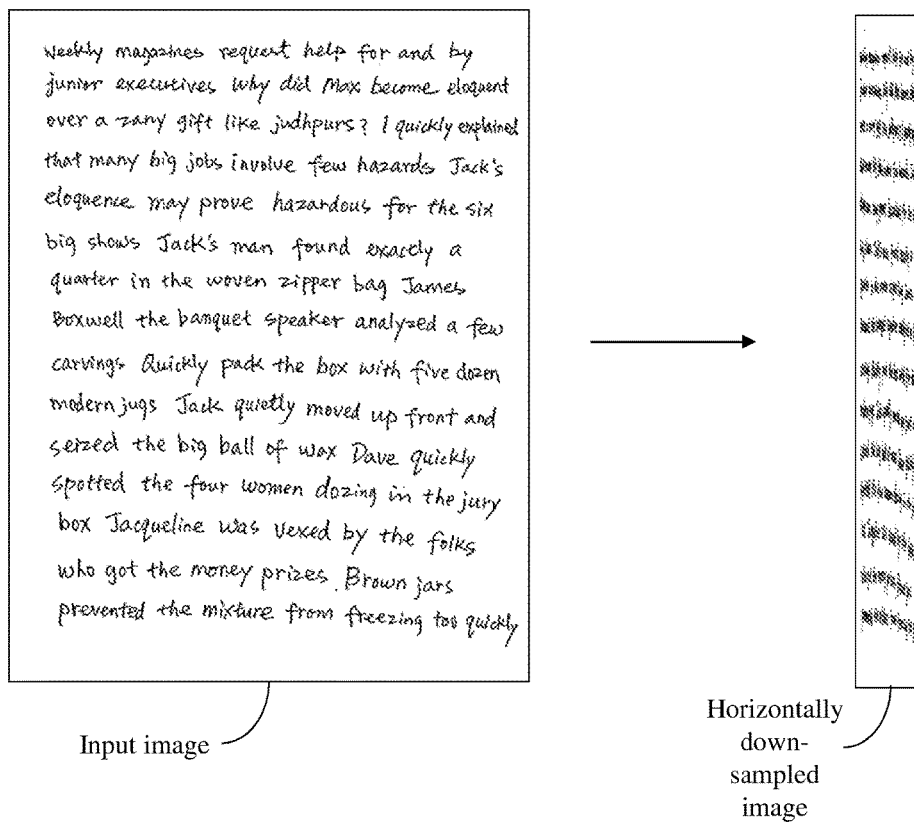 Weekly magazines request help for and by
junior executives Why did Max become eloquent
over a zany gift like judhpurs? I quickly explained
that many big jobs involve few hazards Jack's
eloquence may prove hazardous for the six
big shows Jack's man found exactly a
quarter in the woven zipper bag James
Boxwell the banquet speaker analyzed a few
carvings Quickly pack the box with five dozen
modern jugs Jack quietly moved up front and
seized the big ball of wax Dave quickly
spotted the four women dozing in the jury
box Jacqueline was vexed by the folks
who got the money prizes. Brown jars
prevented the mixture from freezing too quickly
Input image
Horizontally
down-
sampled
image